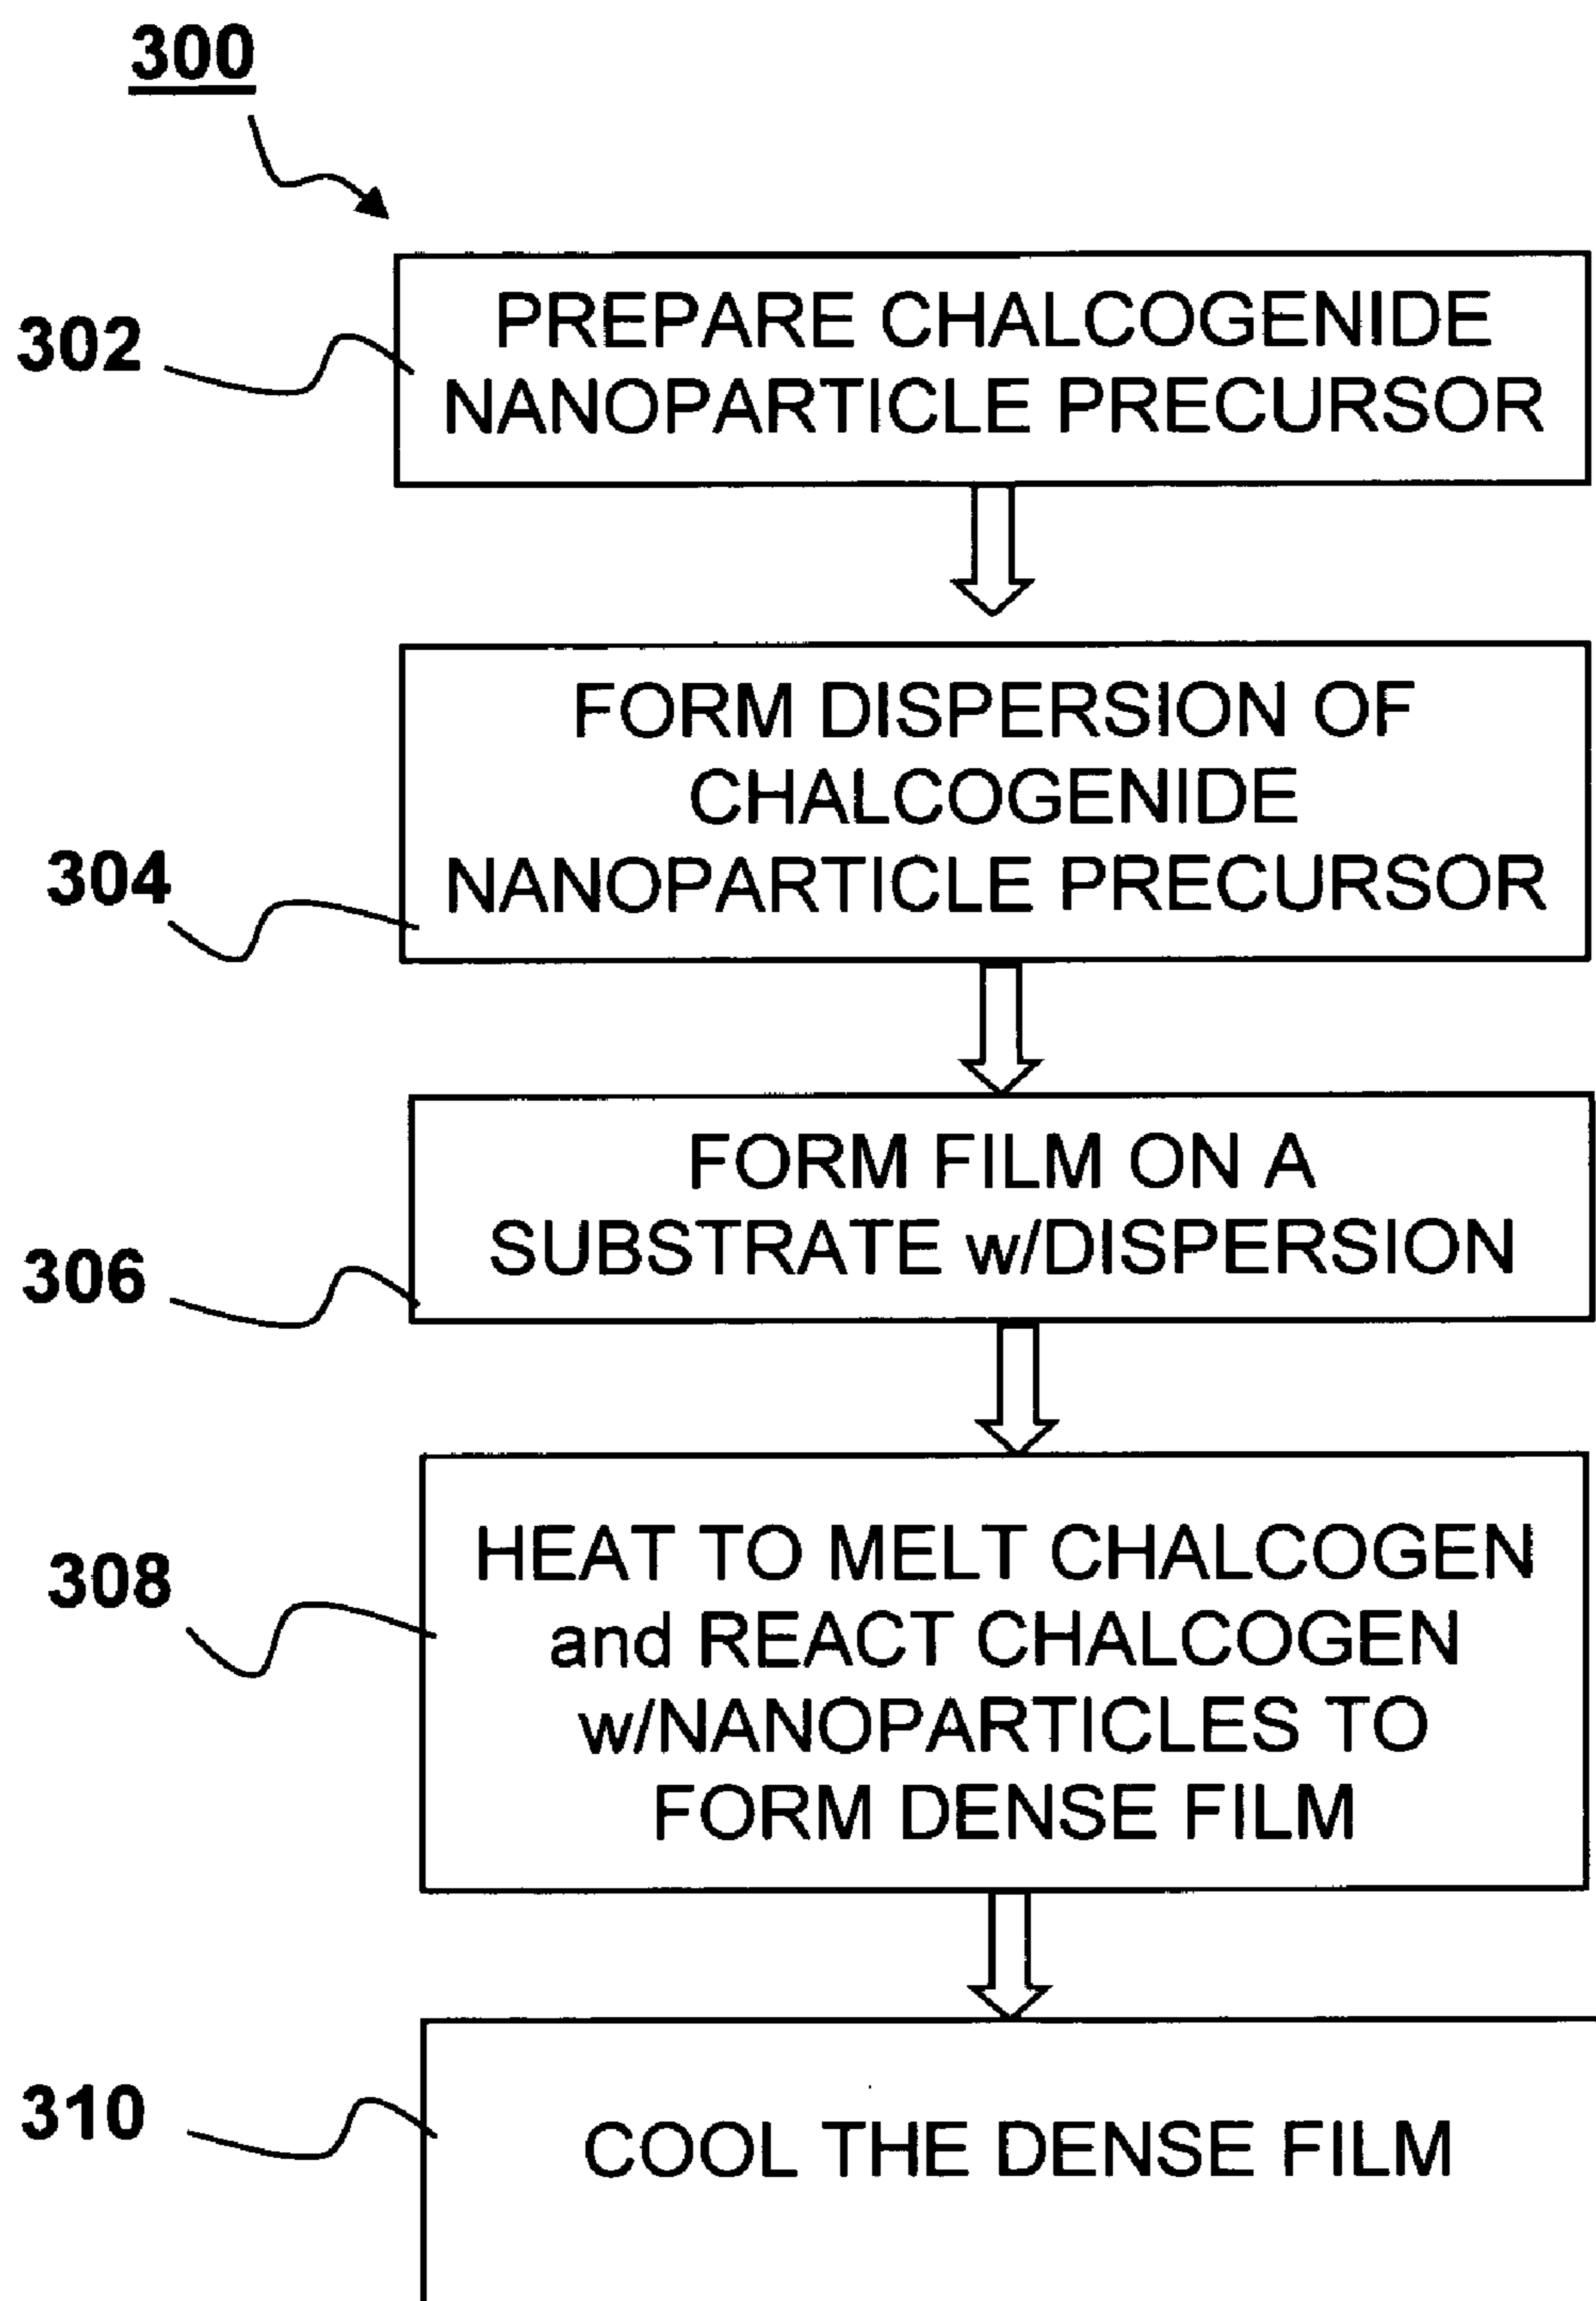 300
302
PREPARE CHALCOGENIDE
NANOPARTICLE PRECURSOR
304
FORM DISPERSION OF
CHALCOGENIDE
NANOPARTICLE PRECURSOR
306
FORM FILM ON A
SUBSTRATE w/DISPERSION
308
HEAT TO MELT CHALCOGEN
and REACT CHALCOGEN
w/NANOPARTICLES TO
FORM DENSE FILM
310
COOL THE DENSE FILM